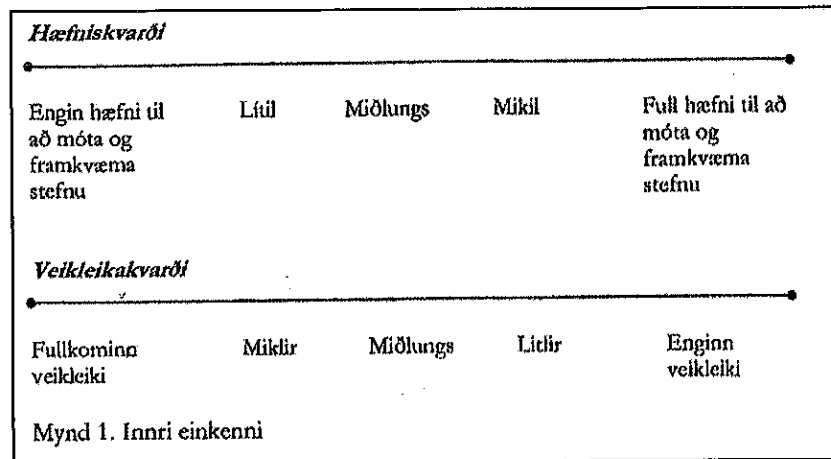 Hæfniskvarði
Engin hæfni til Lítil Miðlungs Mikil Full hæfni til að
að móta og móta og
framkvæma framkvæma
stefnu stefnu
Veikleikakvarði
Fullkominn Miklir Miðlungs Litlir Enginn
veikleiki veikleiki
Mynd 1. Innri einkenni